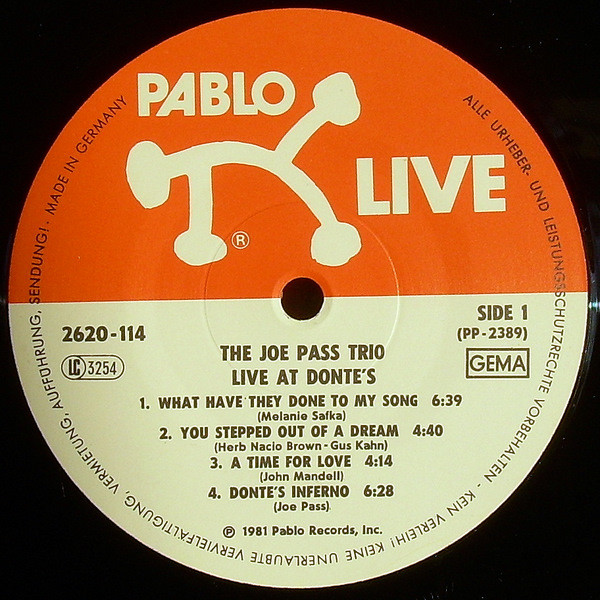 PABLO
LIVE
®
MADE IN GERMANY · ALLE URHEBER- UND LEISTUNGSSCHUTZRECHTE VORBEHALTEN - KEIN VERLEIH! KEINE UNERLAUBTE VERVIELFÄLTIGUNG, VERMIETUNG, AUFFÜHRUNG, SENDUNG! ·
2620-114
SIDE 1
(PP-2389)
LC 3254
GEMA
THE JOE PASS TRIO
LIVE AT DONTE'S
1. WHAT HAVE THEY DONE TO MY SONG 6:39
(Melanie Safka)
2. YOU STEPPED OUT OF A DREAM 4:40
(Herb Nacio Brown-Gus Kahn)
3. A TIME FOR LOVE 4:14
(John Mandell)
4. DONTE'S INFERNO 6:28
(Joe Pass)
℗ 1981 Pablo Records, Inc.